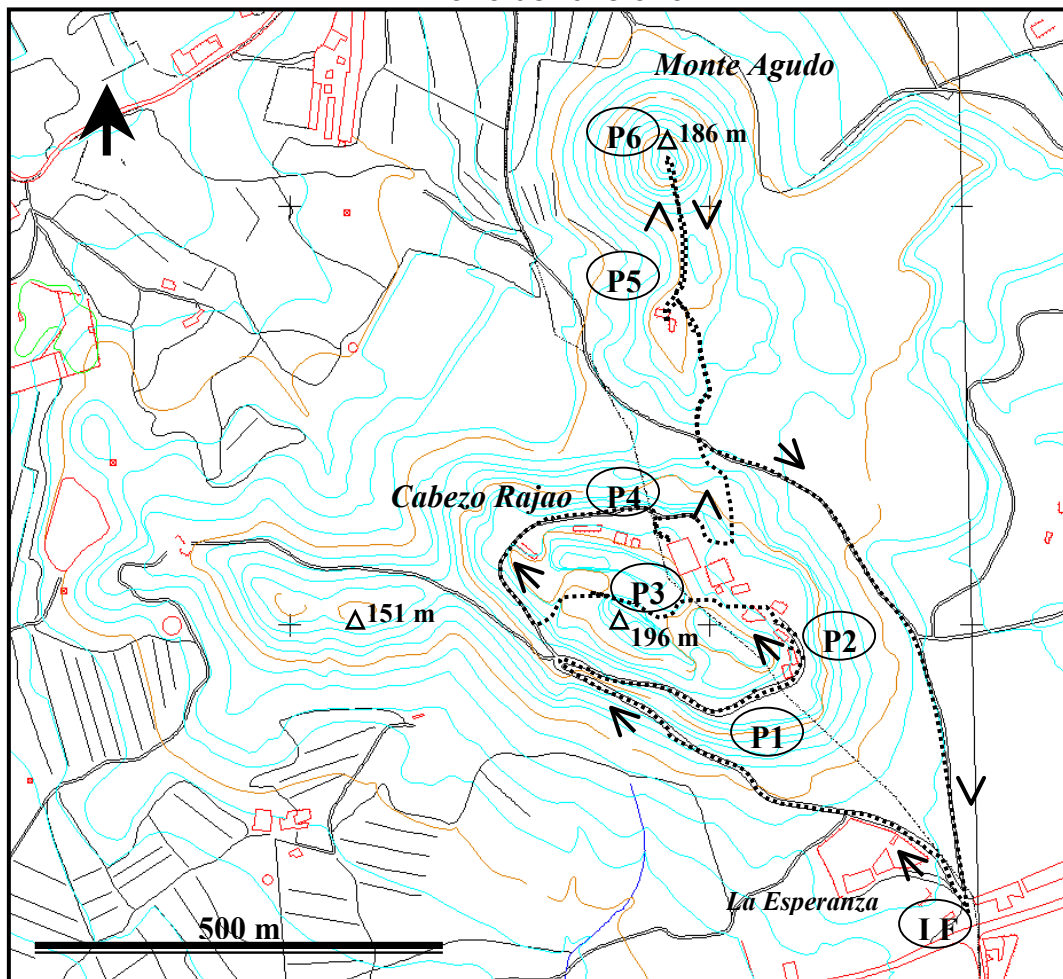 Monte Agudo
P6
186 m
P5
Cabezo Rajao
P4
P3
151 m
196 m
P2
P1
La Esperanza
500 m
I F